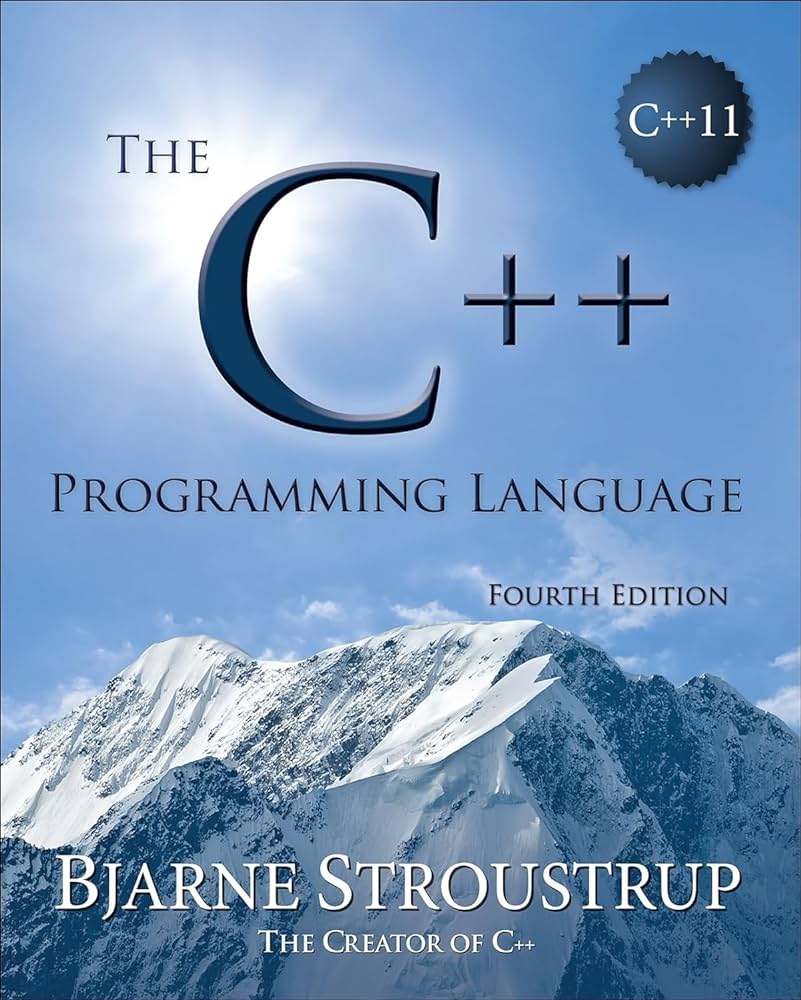 C++11
THE
C++
PROGRAMMING LANGUAGE
FOURTH EDITION
BJARNE STROUSTRUP
THE CREATOR OF C++